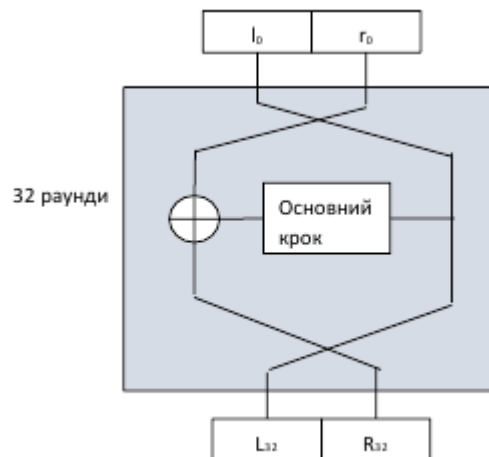 l₀ r₀
32 раунди
Основний
крок
L₃₂ R₃₂